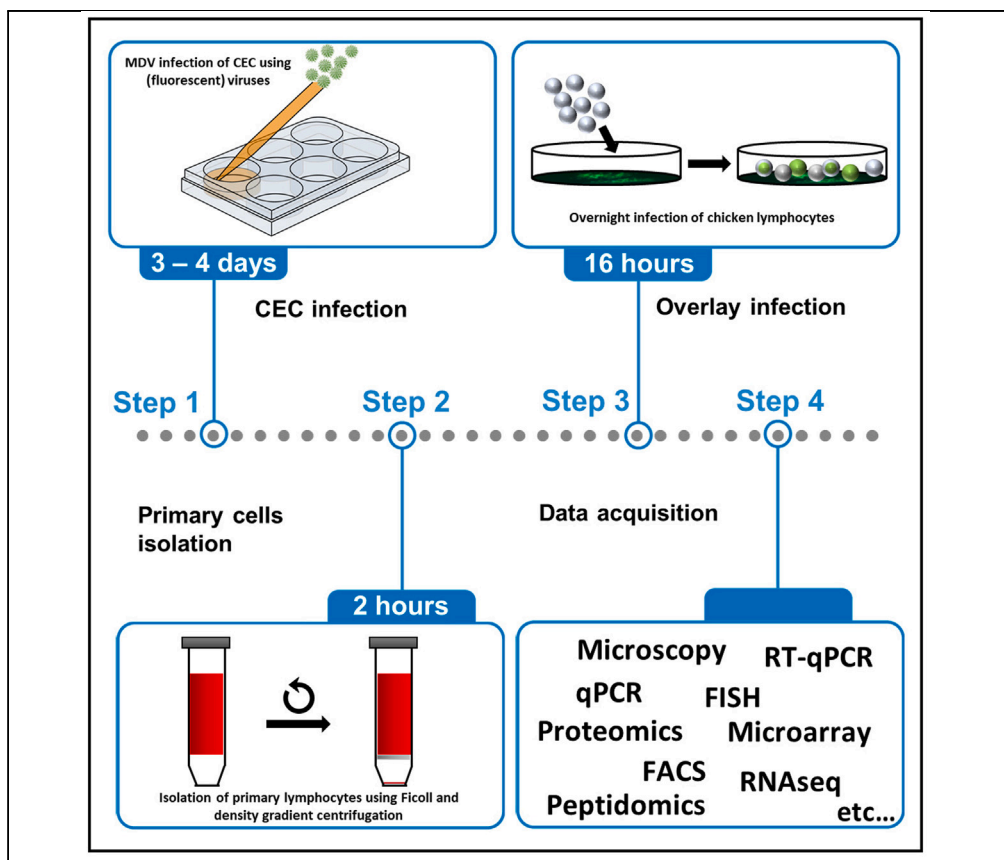 MDV infection of CEC using
(fluorescent) viruses
3 – 4 days
CEC infection
Overnight infection of chicken lymphocytes
16 hours
Overlay infection
Step 1
Step 2
Step 3
Step 4
Primary cells
isolation
2 hours
Isolation of primary lymphocytes using Ficoll and
density gradient centrifugation
Data acquisition
Microscopy
RT-qPCR
qPCR
FISH
Proteomics
Microarray
FACS
RNAseq
Peptidomics
etc...